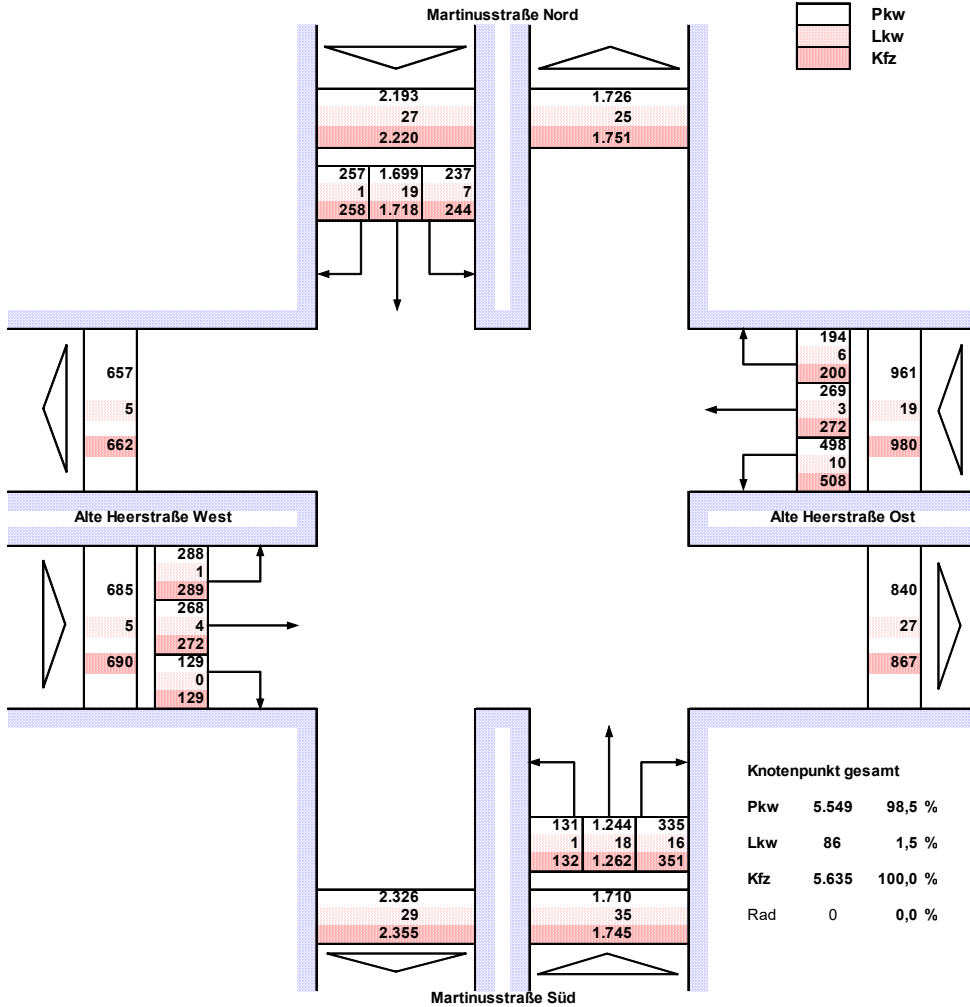 Martinusstraße Nord
Pkw
Lkw
Kfz
2.193
27
2.220
1.726
25
1.751
257 1.699 237
1 19 7
258 1.718 244
657
5
662
194
6
200
269
3
272
498
10
508
961
19
980
Alte Heerstraße West
Alte Heerstraße Ost
685
5
690
288
1
289
268
4
272
129
0
129
840
27
867
131 1.244 335
1 18 16
132 1.262 351
2.326
29
2.355
1.710
35
1.745
Knotenpunkt gesamt
Pkw 5.549 98,5 %
Lkw 86 1,5 %
Kfz 5.635 100,0 %
Rad 0 0,0 %
Martinusstraße Süd